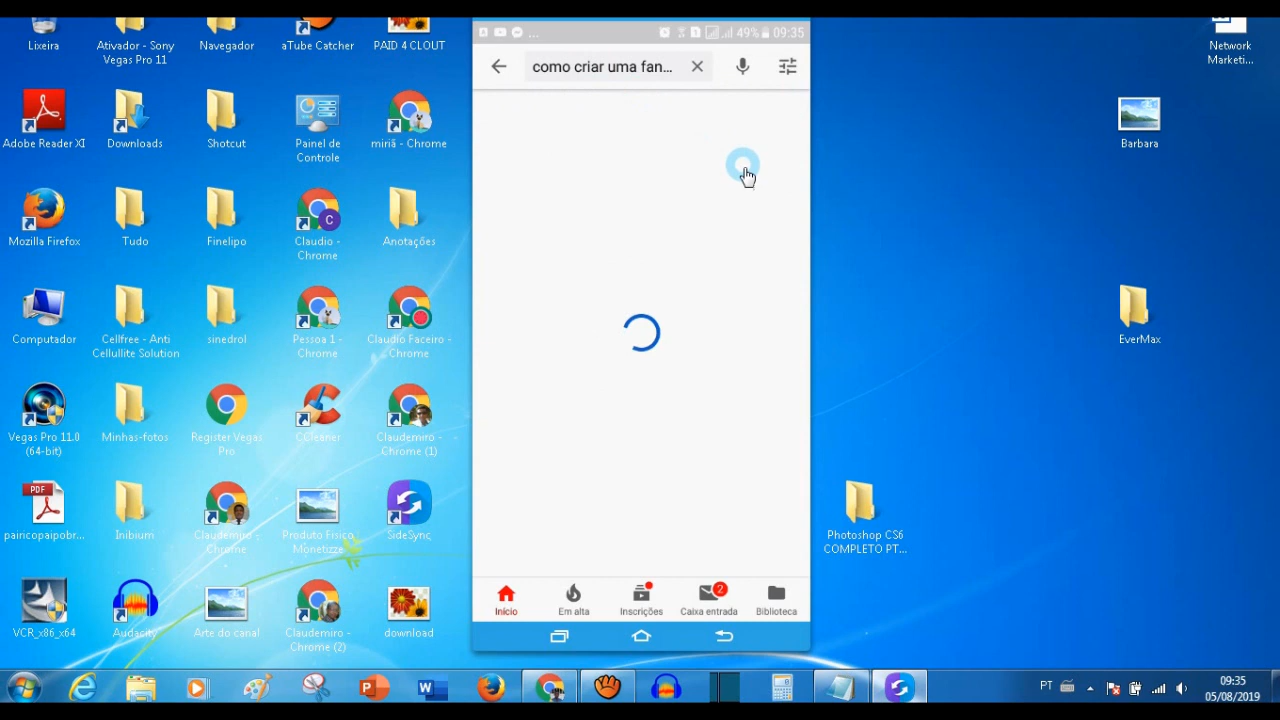 Lixeira
Ativador - Sony
Vegas Pro 11
Navegador
aTube Catcher
PAID 4 CLOUT
Adobe Reader XI
Downloads
Shotcut
Painel de
Controle
miriã - Chrome
Mozilla Firefox
Tudo
Finelipo
C
Claudio -
Chrome
Anotações
Computador
Cellfree - Anti
Cellullite Solution
sinedrol
Pessoa 1 -
Chrome
Claudio Faceiro -
Chrome
Vegas Pro 11.0
(64-bit)
Minhas-fotos
Register Vegas
Pro
CCleaner
Claudemiro -
Chrome (1)
PDF
pairicopaipobr...
Inibium
Claudemiro -
Chrome
Produto Fisico
Monetizze
SideSync
VCR_x86_x64
Audacity
Arte do canal
Claudemiro -
Chrome (2)
download
... 49% 09:35
como criar uma fan...
2
Início
Em alta
Inscrições
Caixa entrada
Biblioteca
Network
Marketi...
Barbara
EverMax
Photoshop CS6
COMPLETO PT...
PT
09:35
05/08/2019